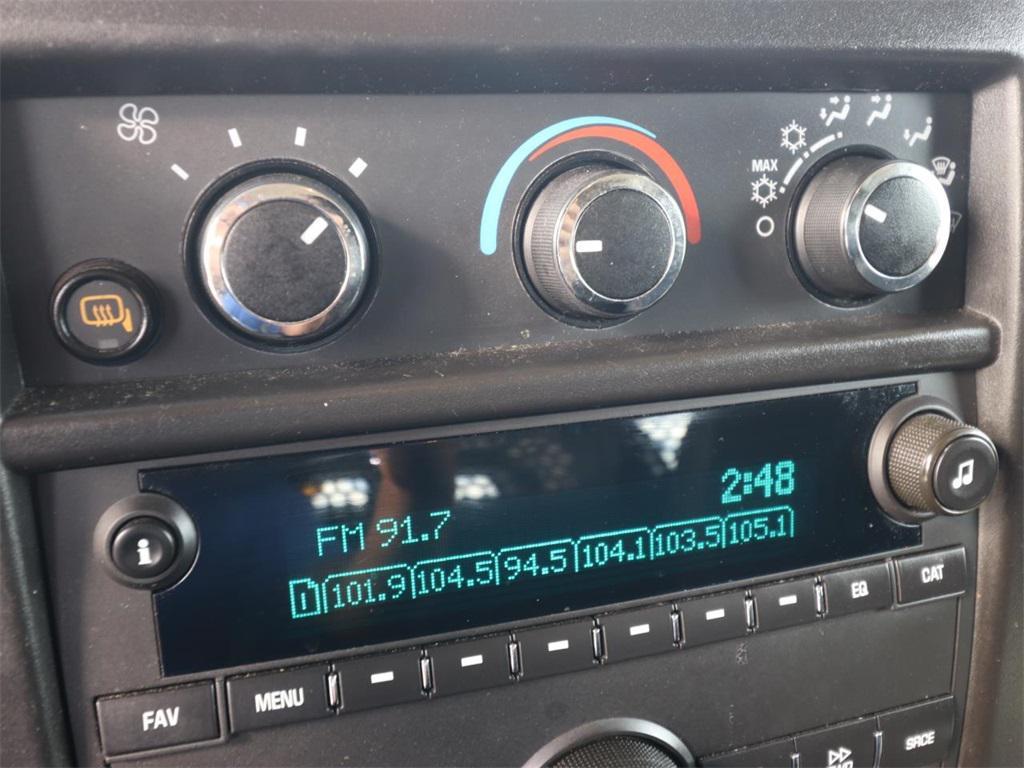 MAX
2:48
FM 91.7
1 101.9 104.5 94.5 104.1 103.5 105.1
i
FAV MENU EQ CAT
SRCE